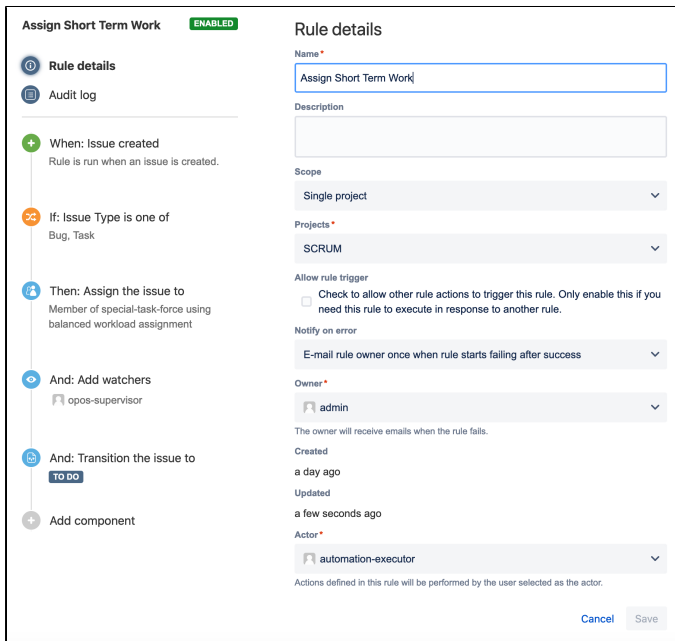 Assign Short Term Work
ENABLED
Rule details
Audit log
When: Issue created
Rule is run when an issue is created.
If: Issue Type is one of
Bug, Task
Then: Assign the issue to
Member of special-task-force using
balanced workload assignment
And: Add watchers
opos-supervisor
And: Transition the issue to
TO DO
Add component
Rule details
Name*
Assign Short Term Work
Description
Scope
Single project
Projects*
SCRUM
Allow rule trigger
Check to allow other rule actions to trigger this rule. Only enable this if you
need this rule to execute in response to another rule.
Notify on error
E-mail rule owner once when rule starts failing after success
Owner*
admin
The owner will receive emails when the rule fails.
Created
a day ago
Updated
a few seconds ago
Actor*
automation-executor
Actions defined in this rule will be performed by the user selected as the actor.
Cancel
Save